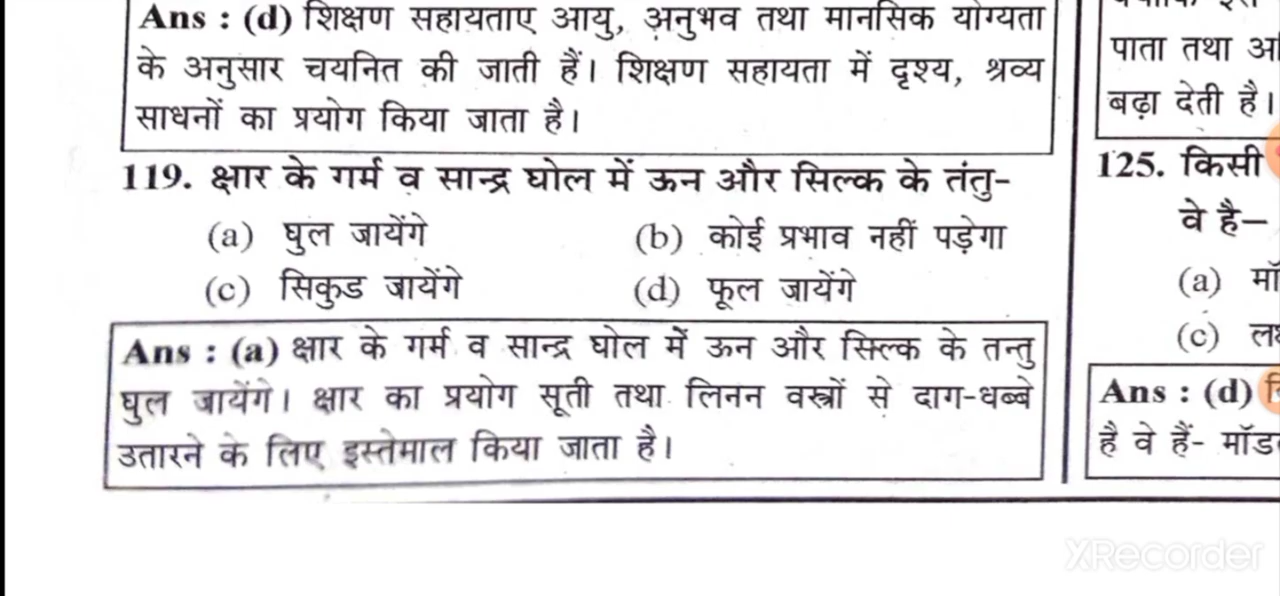 Ans : (d) शिक्षण सहायताए आयु, अनुभव तथा मानसिक योग्यता
के अनुसार चयनित की जाती हैं। शिक्षण सहायता में दृश्य, श्रव्य
साधनों का प्रयोग किया जाता है।
119. क्षार के गर्म व सान्द्र घोल में ऊन और सिल्क के तंतु-
(a) घुल जायेंगे (b) कोई प्रभाव नहीं पड़ेगा
(c) सिकुड जायेंगे (d) फूल जायेंगे
Ans : (a) क्षार के गर्म व सान्द्र घोल में ऊन और सिल्क के तन्तु
घुल जायेंगे। क्षार का प्रयोग सूती तथा लिनन वस्त्रों से दाग-धब्बे
उतारने के लिए इस्तेमाल किया जाता है।
पाता तथा
बढ़ा देती है।
125. किसी
वे है–
(a)
(c)
Ans : (d)
है वे हैं-
XRecorder